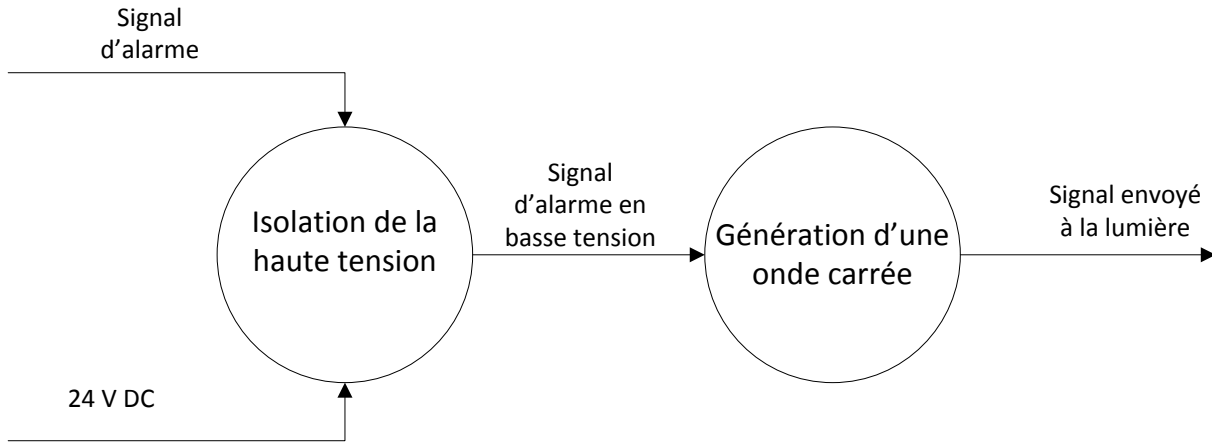 Signal
d’alarme
Isolation de la
haute tension
24 V DC
Signal
d’alarme en
basse tension
Génération d’une
onde carrée
Signal envoyé
à la lumière